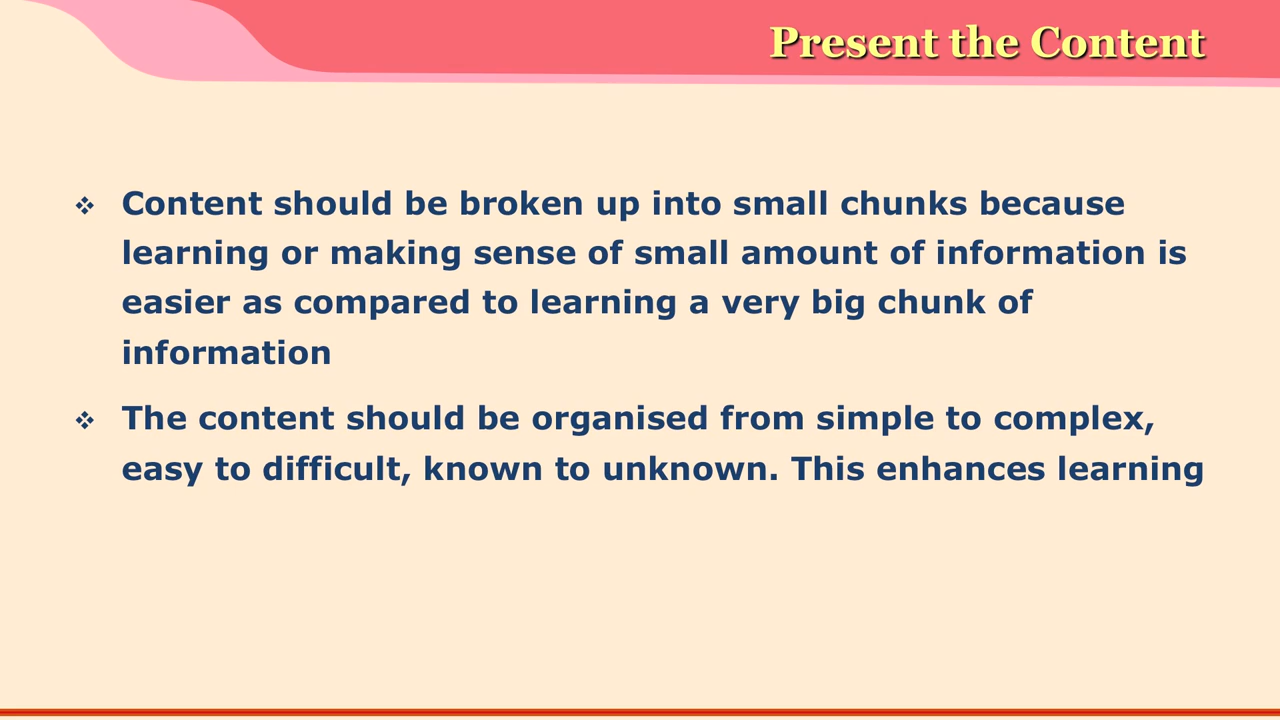 Present the Content
❖ Content should be broken up into small chunks because
learning or making sense of small amount of information is
easier as compared to learning a very big chunk of
information
❖ The content should be organised from simple to complex,
easy to difficult, known to unknown. This enhances learning